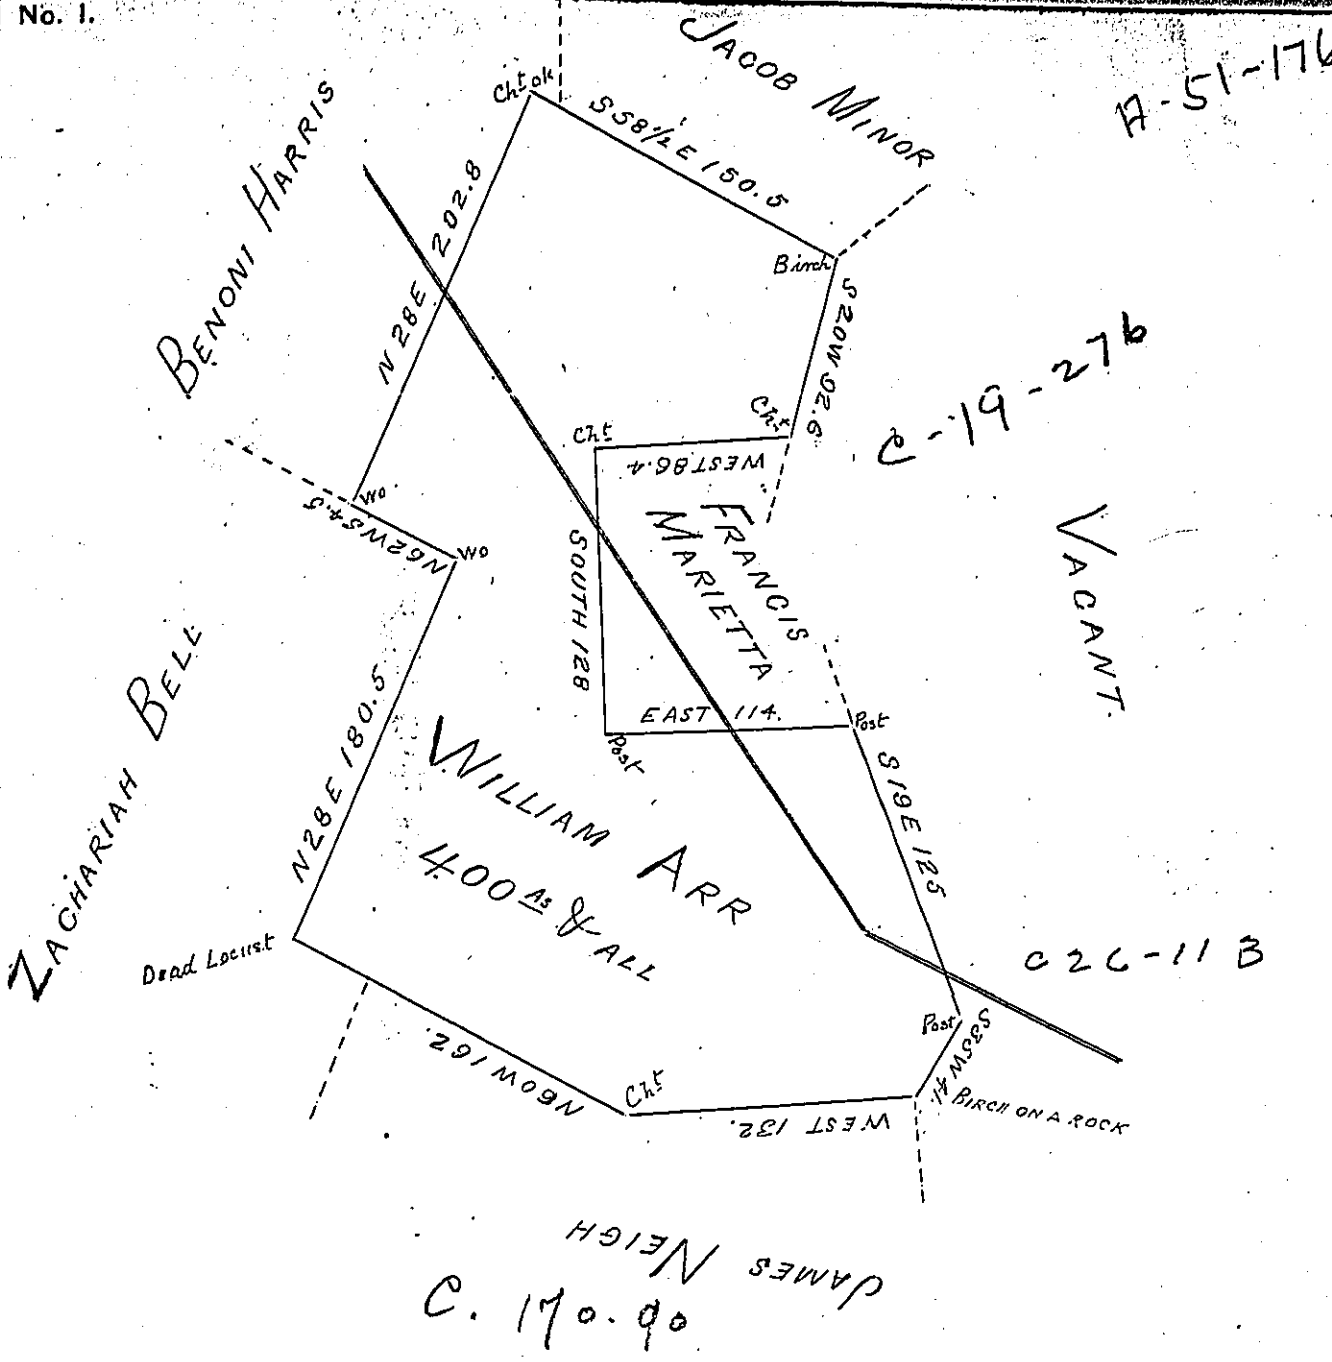 No. 1.
JACOB MINOR
A-51-176
Cht ok
S 58 1/2 E 150.5
BENONI HARRIS
N 28 E 202.8
Birch
S 20 W 92.6
C-19-276
Cht
Cht
WEST 86.4
FRANCIS
MARIETTA
VACANT.
Wo
N 62 W 54.5
Wo
SOUTH 128
EAST 114.
Post
Post
ZACHARIAH BELL
N 28 E 180.5
WILLIAM ARR
400 As & ALL
S 19 E 125
Dead Locust
C 26-11 B
Post
S 35 W 41.
BIRCH ON A ROCK
N 60 W 162.
Cht
WEST 132.
JAMES NEIGH
C. 170.90